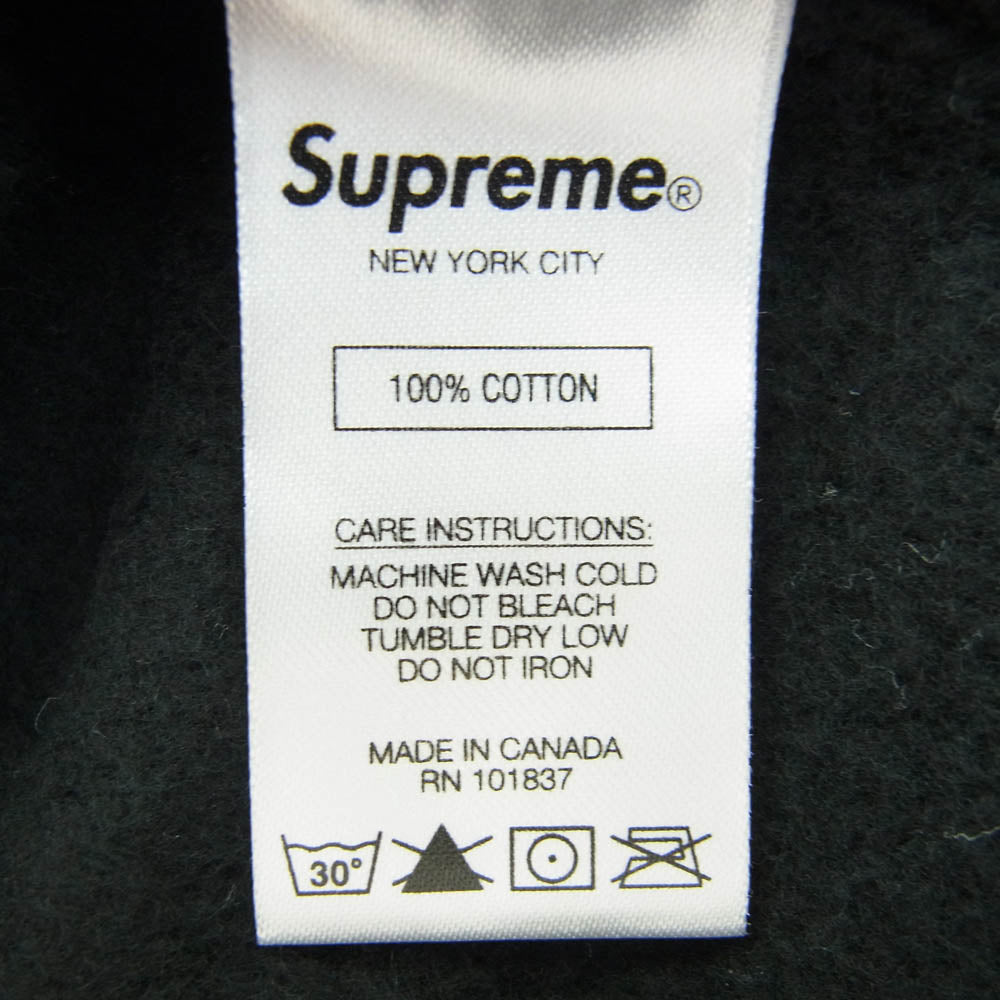 Supreme®
NEW YORK CITY
100% COTTON
CARE INSTRUCTIONS:
MACHINE WASH COLD
DO NOT BLEACH
TUMBLE DRY LOW
DO NOT IRON
MADE IN CANADA
RN 101837
30°